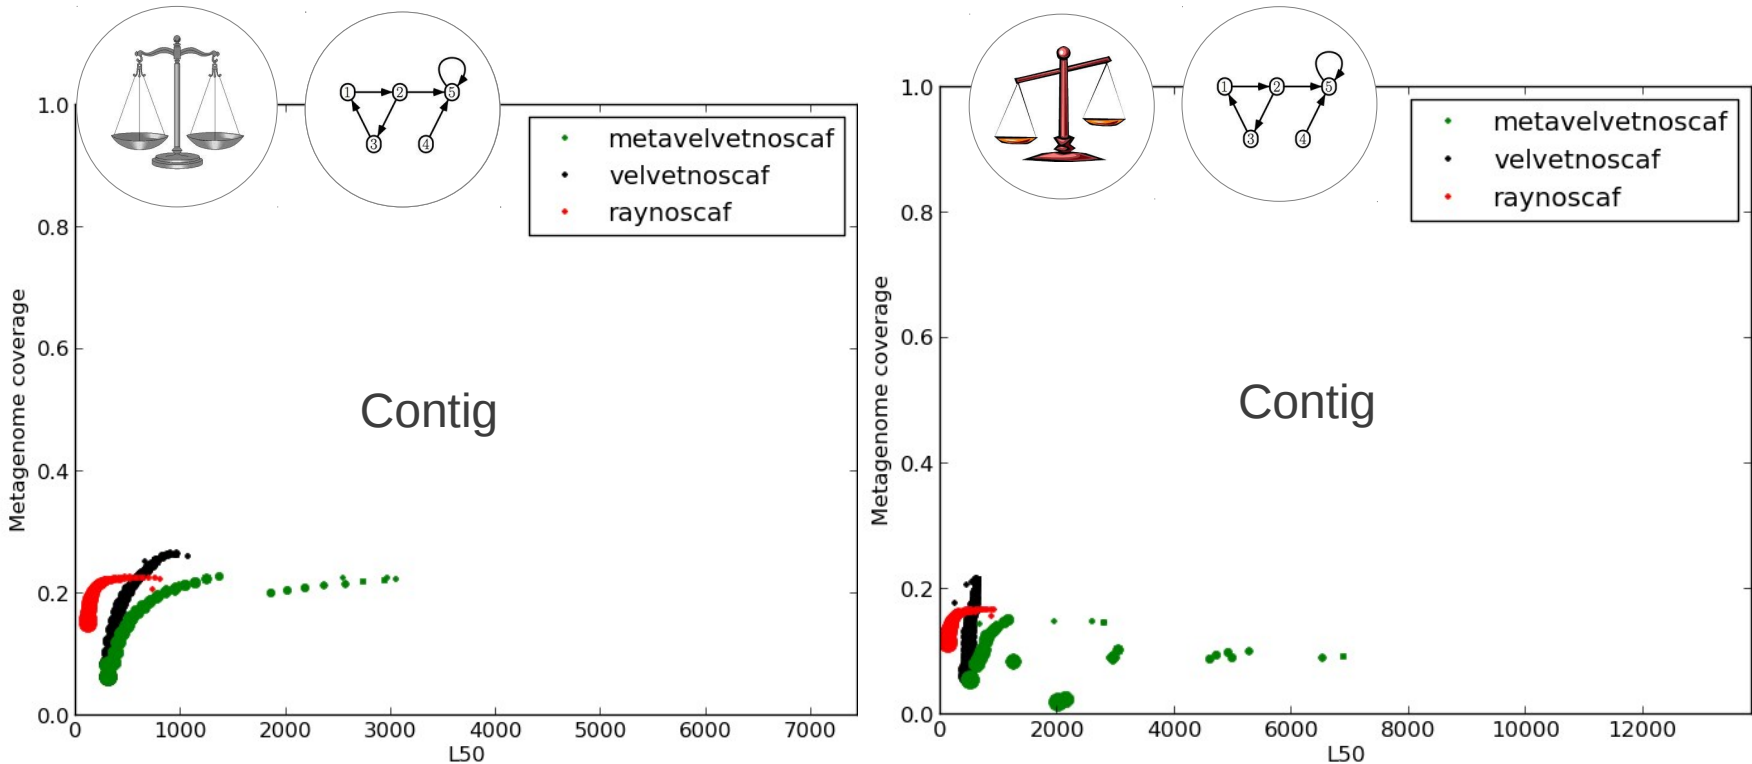 1 2 5
3 4
metavelvetnoscaf
velvetnoscaf
raynoscaf
1.0
0.8
0.6
0.4
0.2
0.0
Metagenome coverage
Contig
0 1000 2000 3000 4000 5000 6000 7000
L50
1 2 5
3 4
metavelvetnoscaf
velvetnoscaf
raynoscaf
1.0
0.8
0.6
0.4
0.2
0.0
Metagenome coverage
Contig
0 2000 4000 6000 8000 10000 12000
L50